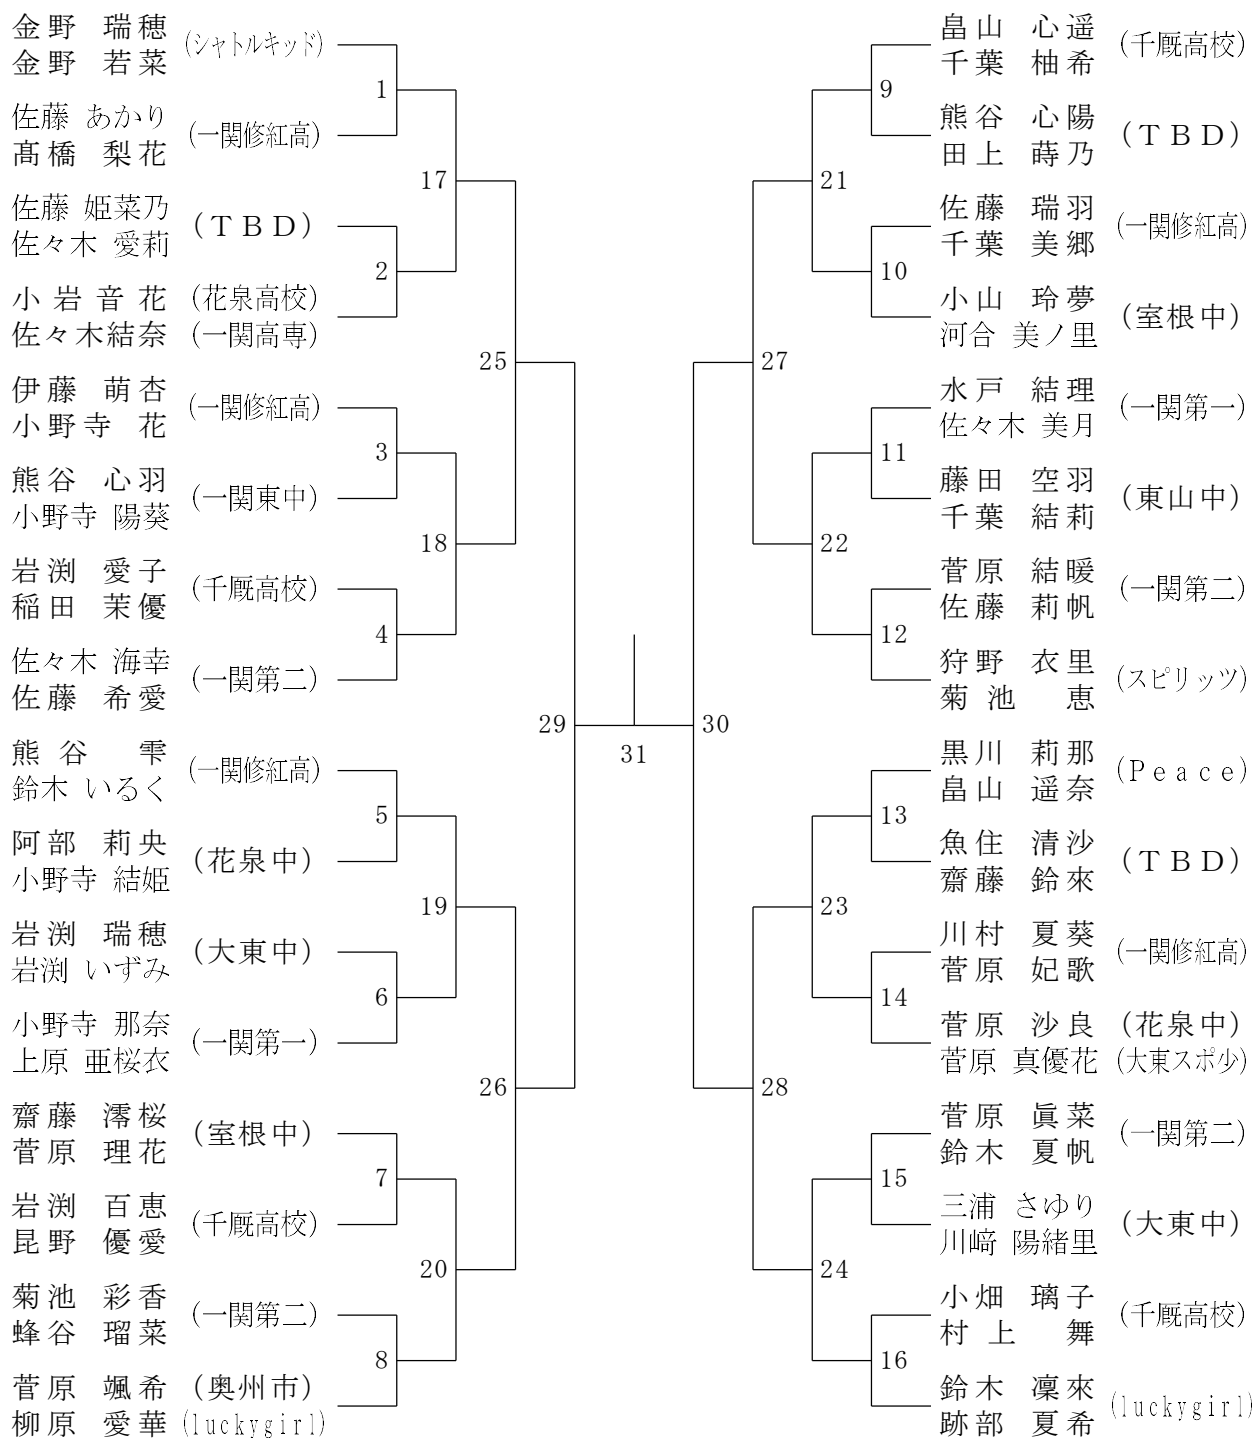 金野 瑞穂 (シャトルキッド)
金野 若菜
1
佐藤 あかり (一関修紅高)
髙橋 梨花
17
佐藤 姫菜乃 (ＴＢＤ)
佐々木 愛莉
2
小岩音花 (花泉高校)
佐々木結奈 (一関高専)
25
伊藤 萌杏 (一関修紅高)
小野寺 花
3
熊谷 心羽 (一関東中)
小野寺 陽葵
18
岩渕 愛子 (千厩高校)
稲田 茉優
4
佐々木 海幸 (一関第二)
佐藤 希愛
29
熊谷 雫 (一関修紅高)
鈴木 いるく
5
阿部 莉央 (花泉中)
小野寺 結姫
19
岩渕 瑞穂 (大東中)
岩渕 いずみ
6
小野寺 那奈 (一関第一)
上原 亜桜衣
26
齋藤 澪桜 (室根中)
菅原 理花
7
岩渕 百恵 (千厩高校)
昆野 優愛
20
菊池 彩香 (一関第二)
蜂谷 瑠菜
8
菅原 颯希 (奥州市)
柳原 愛華 (luckygirl)
31
畠山 心遥 (千厩高校)
千葉 柚希
9
熊谷 心陽 (ＴＢＤ)
田上 蒔乃
21
佐藤 瑞羽 (一関修紅高)
千葉 美郷
10
小山 玲夢 (室根中)
河合 美ノ里
27
水戸 結理 (一関第一)
佐々木 美月
11
藤田 空羽 (東山中)
千葉 結莉
22
菅原 結暖 (一関第二)
佐藤 莉帆
12
狩野 衣里 (スピリッツ)
菊池 恵
30
黒川 莉那 (Peace)
畠山 遥奈
13
魚住 清沙 (ＴＢＤ)
齋藤 鈴來
23
川村 夏葵 (一関修紅高)
菅原 妃歌
14
菅原 沙良 (花泉中)
菅原 真優花 (大東スポ少)
28
菅原 眞菜 (一関第二)
鈴木 夏帆
15
三浦 さゆり (大東中)
川﨑 陽緒里
24
小畑 璃子 (千厩高校)
村上 舞
16
鈴木 凜來 (luckygirl)
跡部 夏希